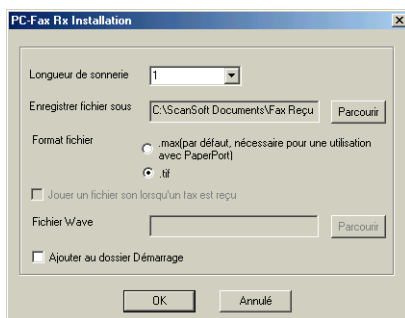 PC-Fax Rx Installation
Longueur de sonnerie 1
Enregistrer fichier sous C:\ScanSoft Documents\Fax Reçu Parcourir
Format fichier .max(par défaut, nécessaire pour une utilisation
avec PaperPort)
.tif
Jouer un fichier son lorsqu'un tax est reçu
Fichier Wave Parcourir
Ajouter au dossier Démarrage
OK Annulé